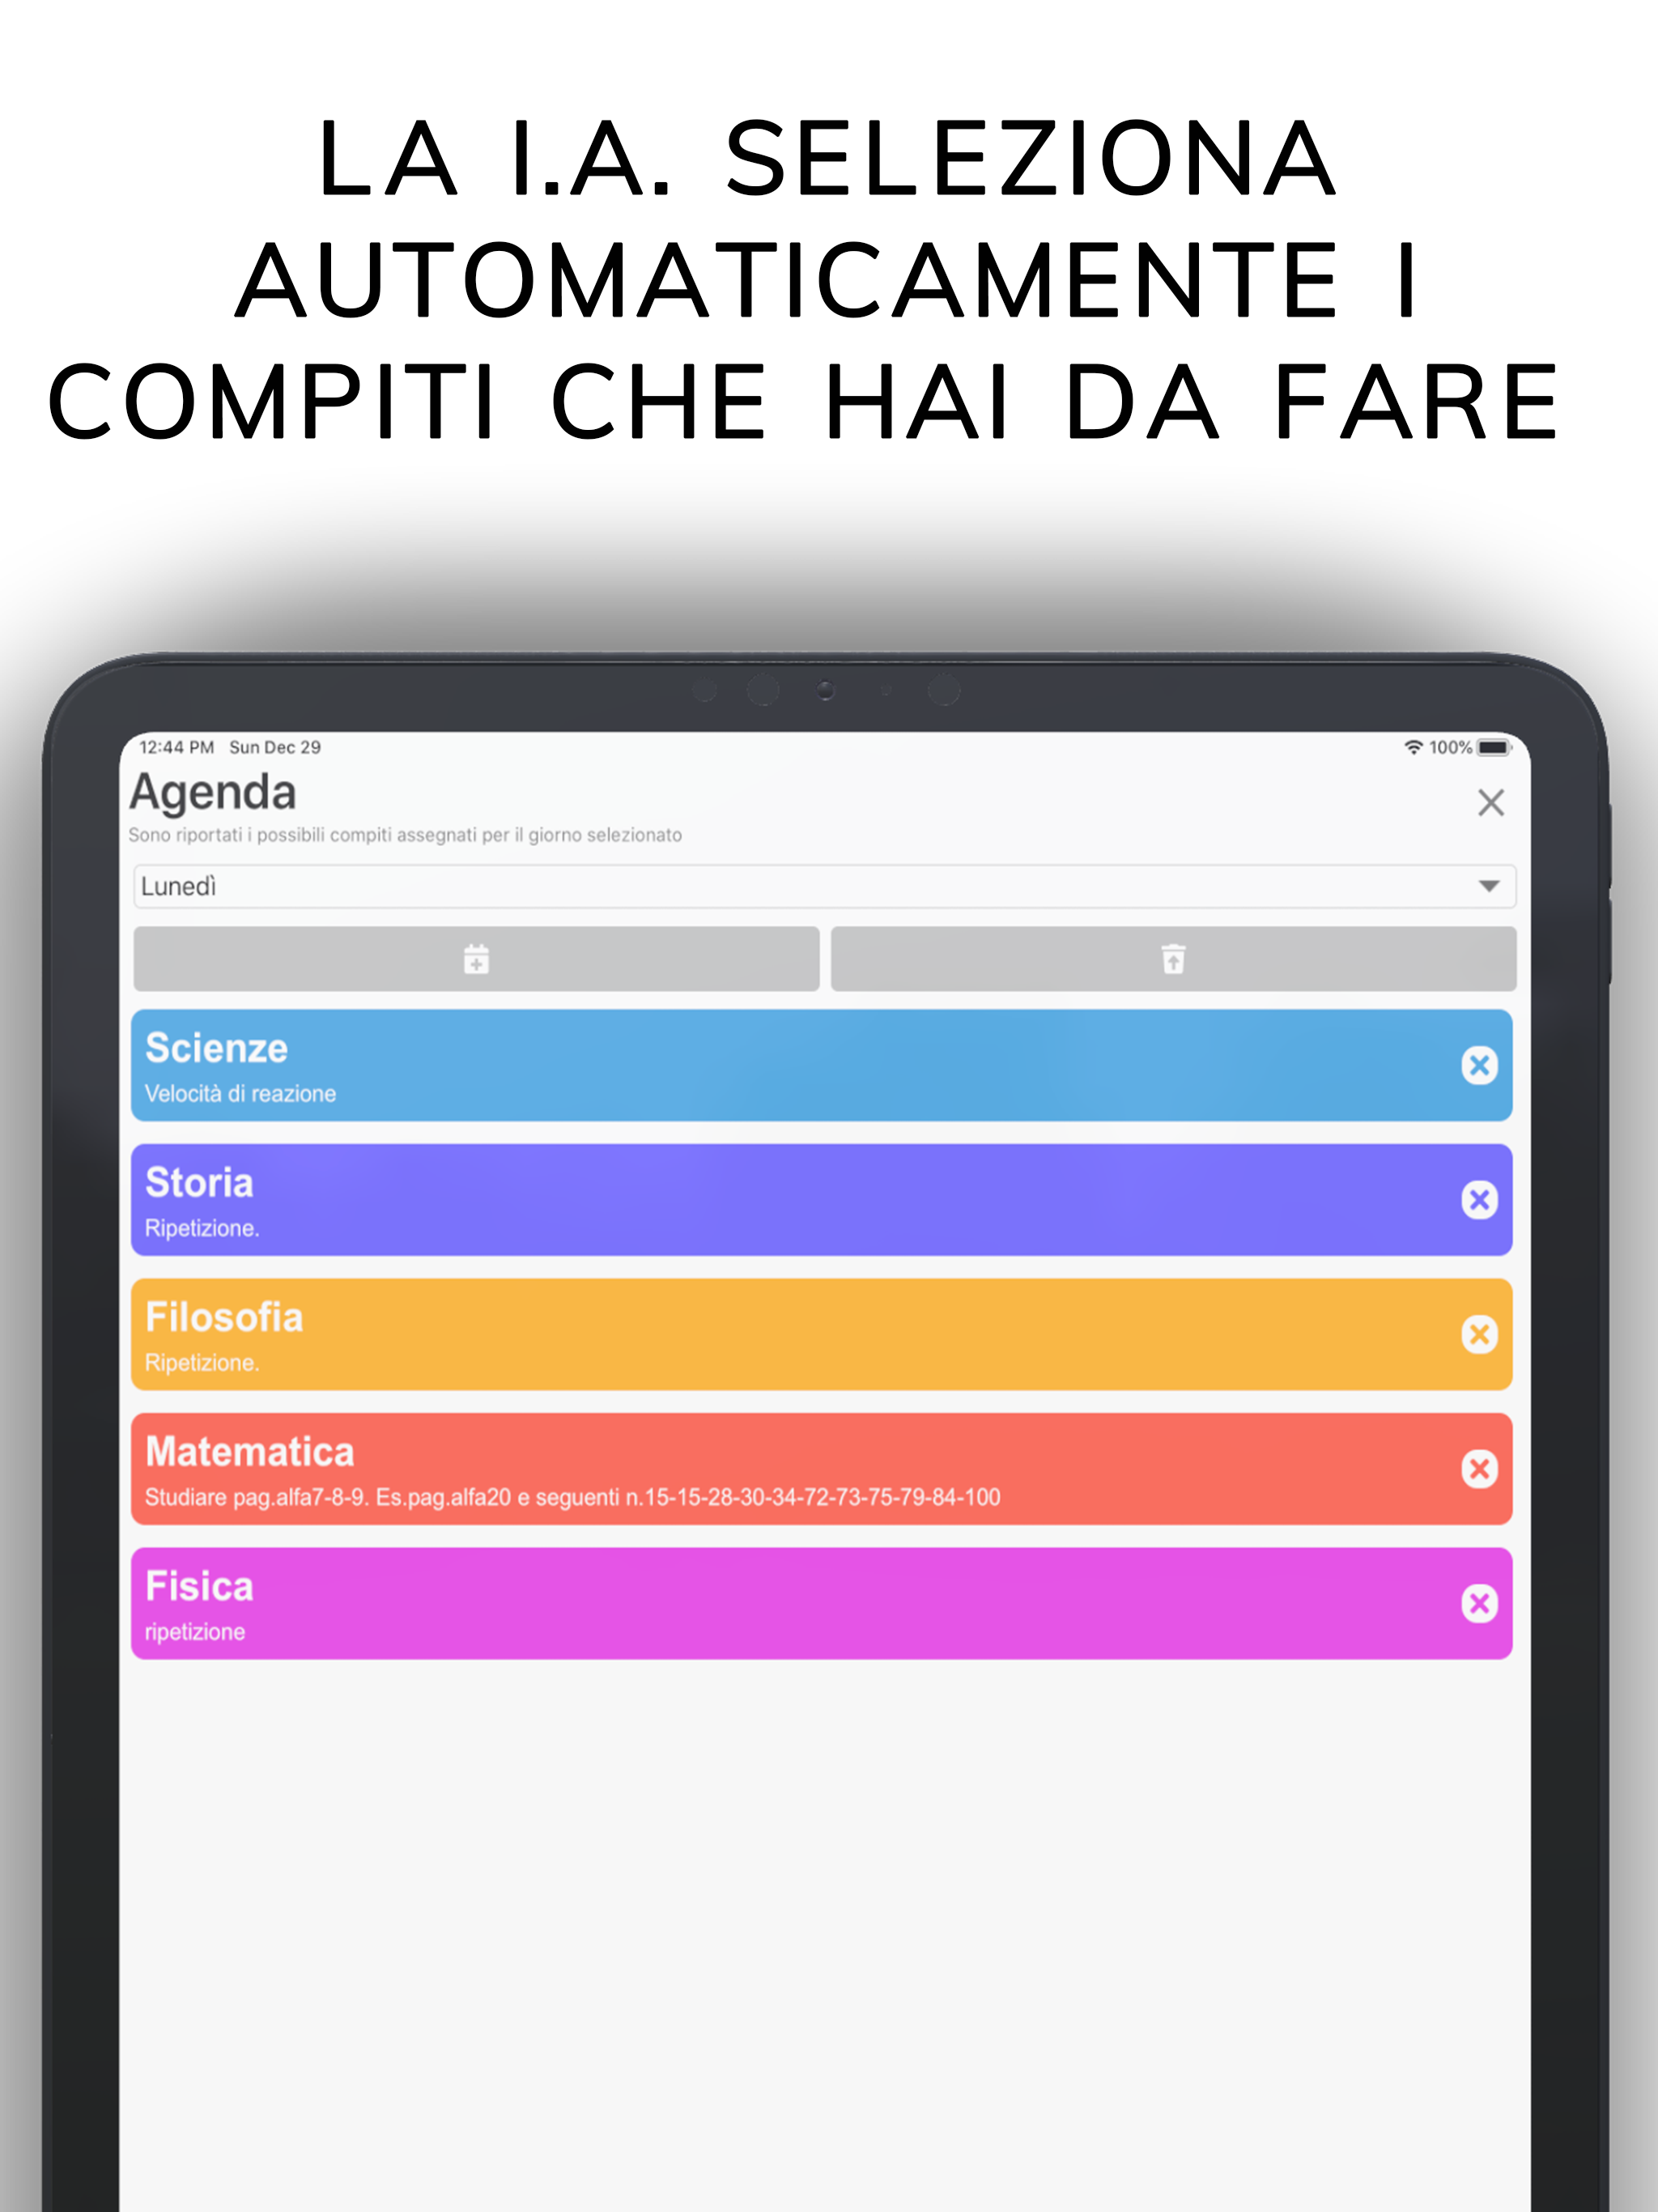 LA I.A. SELEZIONA
AUTOMATICAMENTE I
COMPITI CHE HAI DA FARE
12:44 PM Sun Dec 29 100%
Agenda
Sono riportati i possibili compiti assegnati per il giorno selezionato
Lunedì
Scienze
Velocità di reazione
Storia
Ripetizione.
Filosofia
Ripetizione.
Matematica
Studiare pag.alfa7-8-9. Es.pag.alfa20 e seguenti n.15-15-28-30-34-72-73-75-79-84-100
Fisica
ripetizione